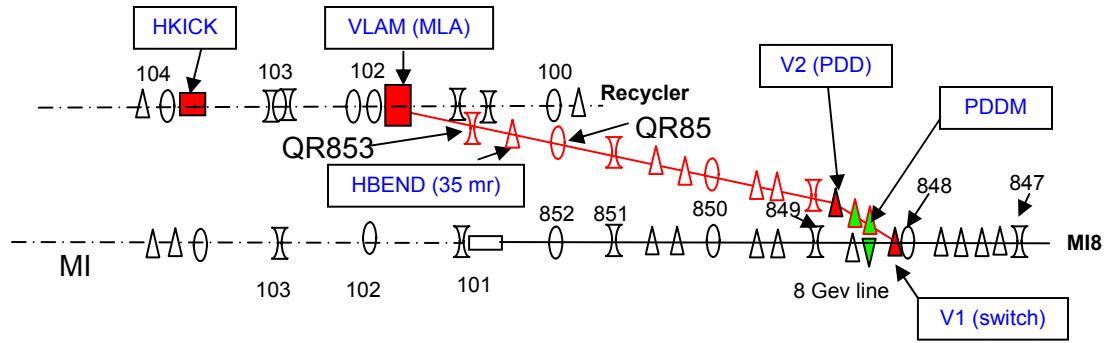 HKICK
VLAM (MLA)
V2 (PDD)
PDDM
104
103
102
100
Recycler
QR853
QR85
HBEND (35 mr)
852
851
850
849
848
847
MI
MI8
103
102
101
8 Gev line
V1 (switch)